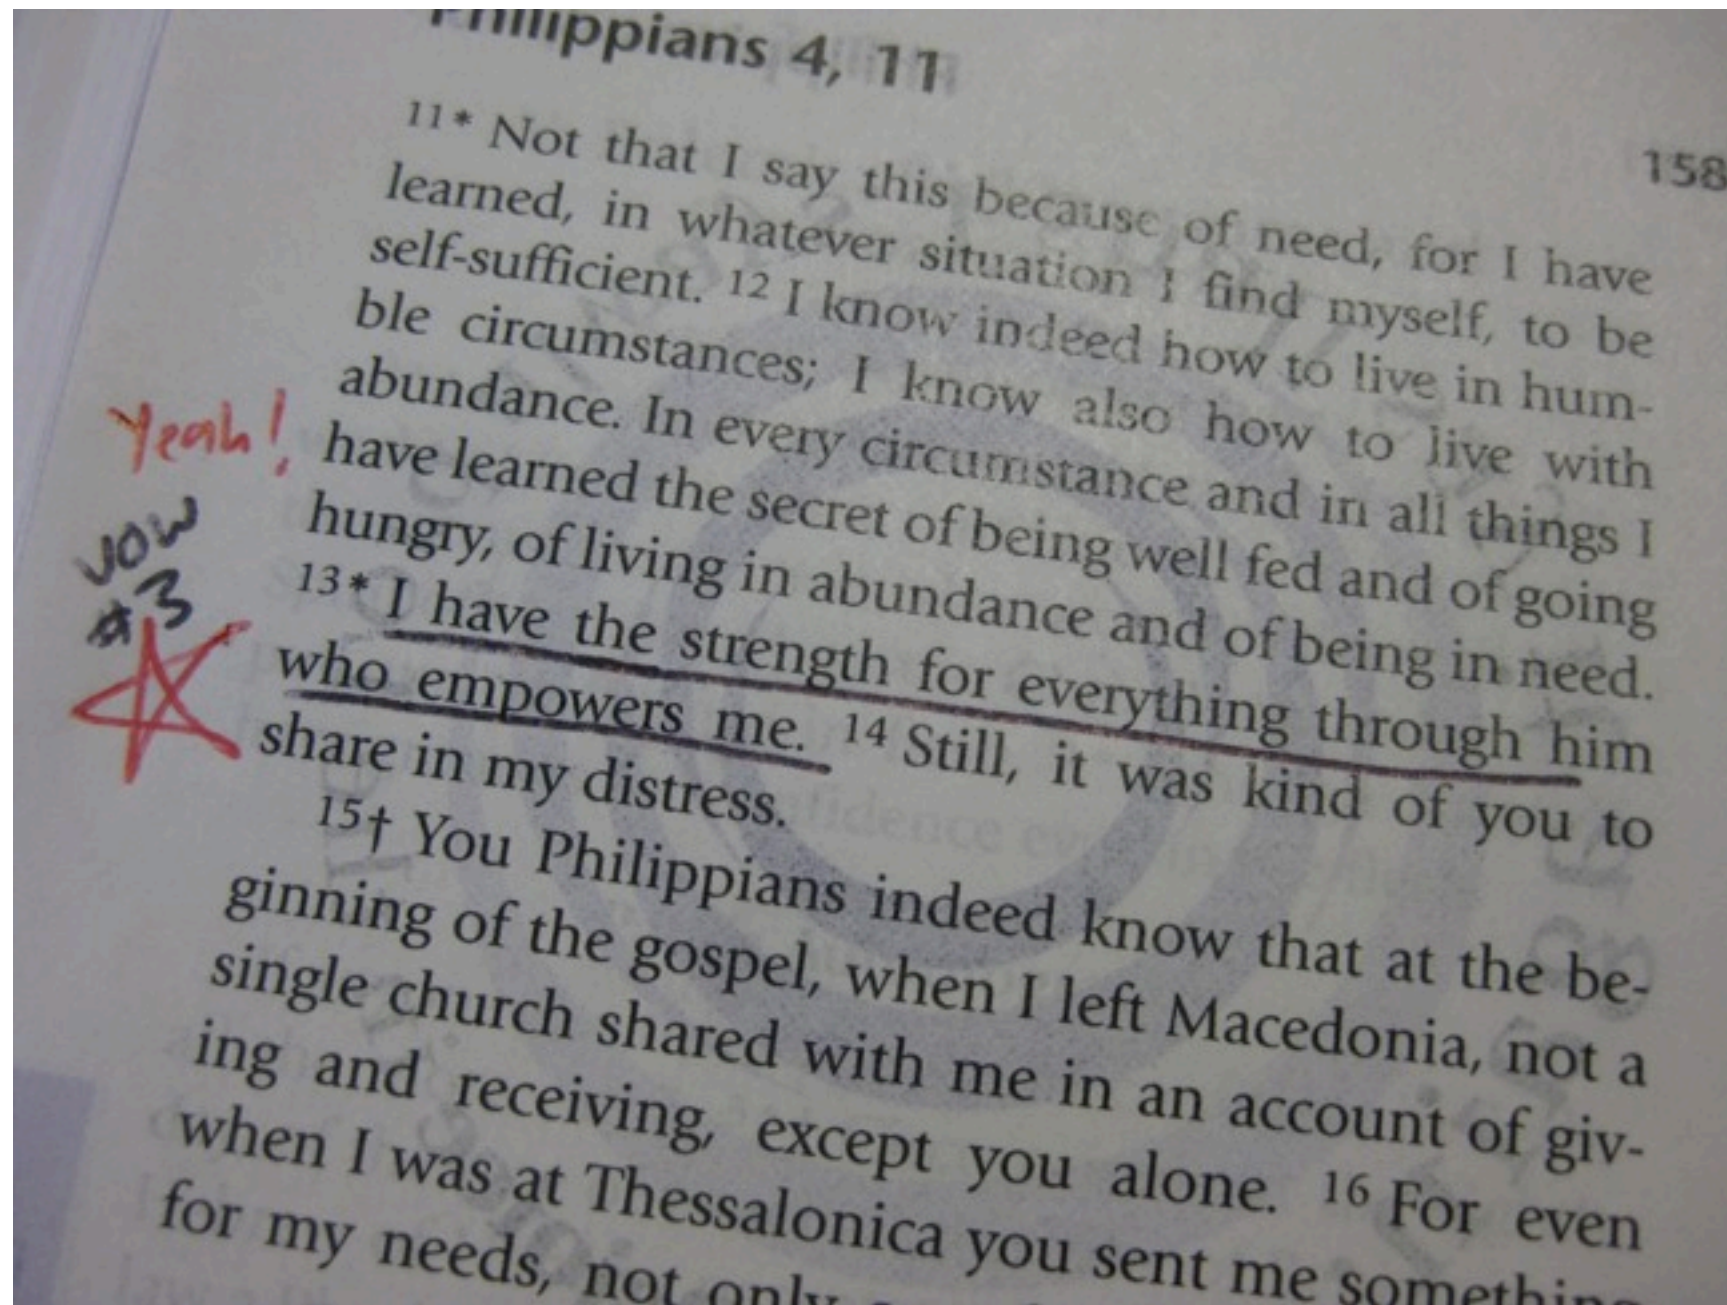 Philippians 4, 11
158
11* Not that I say this because of need, for I have
learned, in whatever situation I find myself, to be
self-sufficient. 12 I know indeed how to live in hum-
ble circumstances; I know also how to live with
abundance. In every circumstance and in all things I
have learned the secret of being well fed and of going
hungry, of living in abundance and of being in need.
13* I have the strength for everything through him
who empowers me. 14 Still, it was kind of you to
share in my distress.
15† You Philippians indeed know that at the be-
ginning of the gospel, when I left Macedonia, not a
single church shared with me in an account of giv-
ing and receiving, except you alone. 16 For even
when I was at Thessalonica you sent me something
for my needs, not only
Yeah!
vow
#3